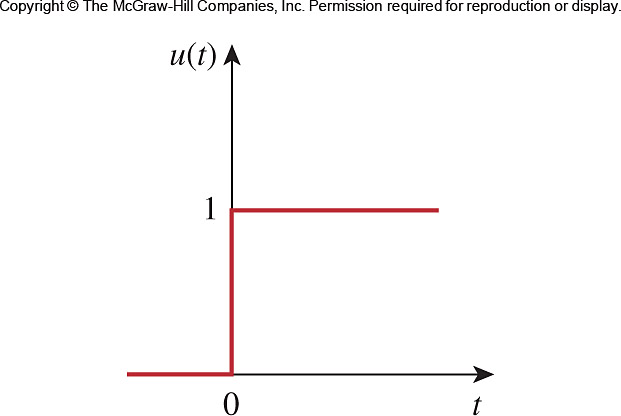 Copyright © The McGraw-Hill Companies, Inc. Permission required for reproduction or display.
u(t)
1
0
t